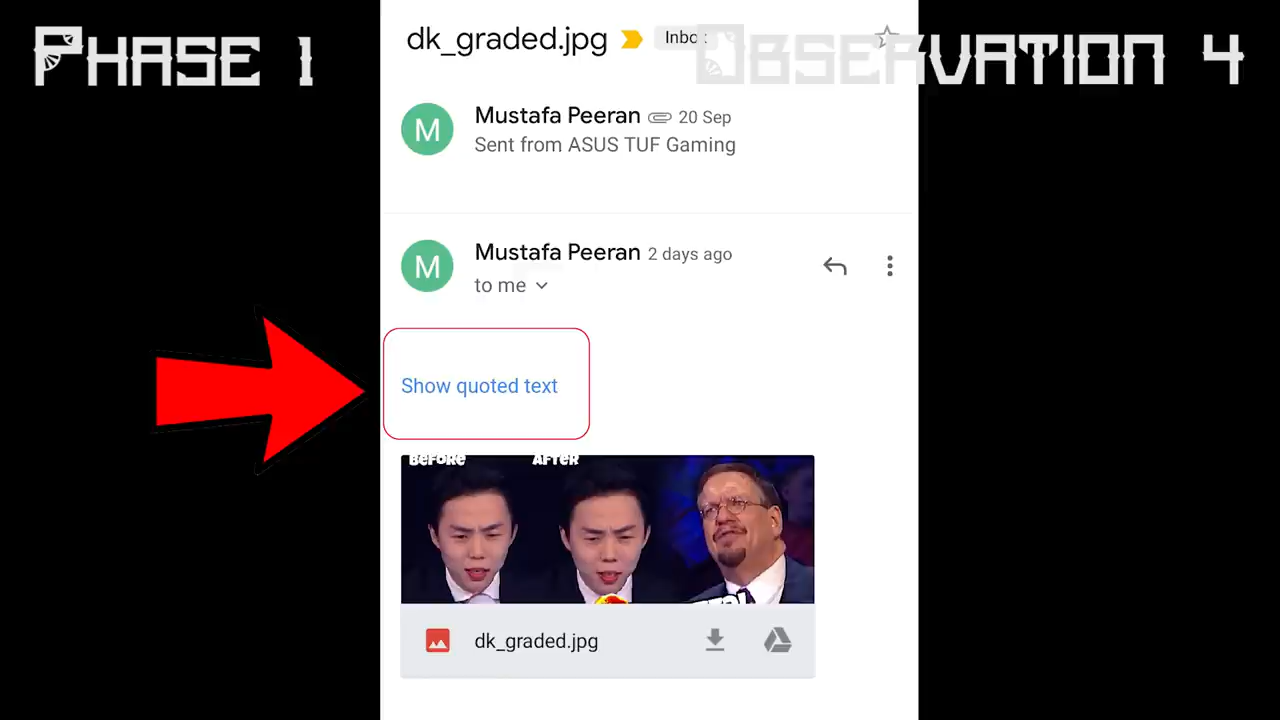 Phase 1
Observation 4
dk_graded.jpg
Inbox
M
Mustafa Peeran 20 Sep
Sent from ASUS TUF Gaming
M
Mustafa Peeran 2 days ago
to me
Show quoted text
BEFORE AFTER
dk_graded.jpg